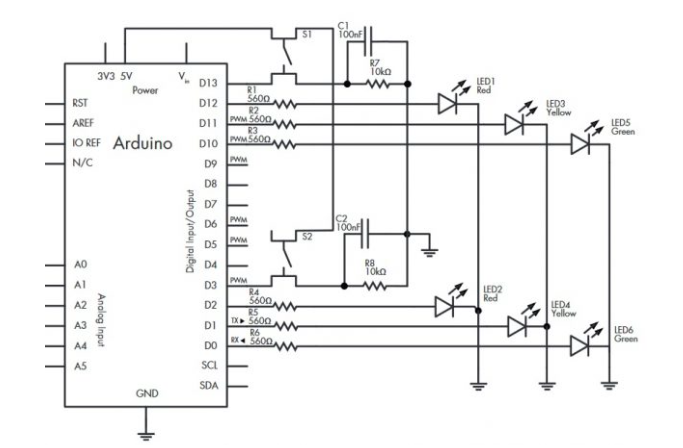 S1
C1
100nF
R7
10kΩ
3V3 5V
Power
Vin
D13
R1
560Ω
D12
R2
PWM 560Ω
D11
R3
PWM 560Ω
D10
LED1
Red
LED3
Yellow
LED5
Green
RST
AREF
IO REF
N/C
Arduino
D9 PWM
D8
D7
D6 PWM
D5 PWM
D4
D3 PWM
Digital Input/Output
S2
C2
100nF
R8
10kΩ
A0
A1
A2
A3
A4
A5
Analog Input
D2
R4
560Ω
D1 TX ▸
R5
560Ω
D0 RX ◂
R6
560Ω
SCL
SDA
GND
LED2
Red
LED4
Yellow
LED6
Green